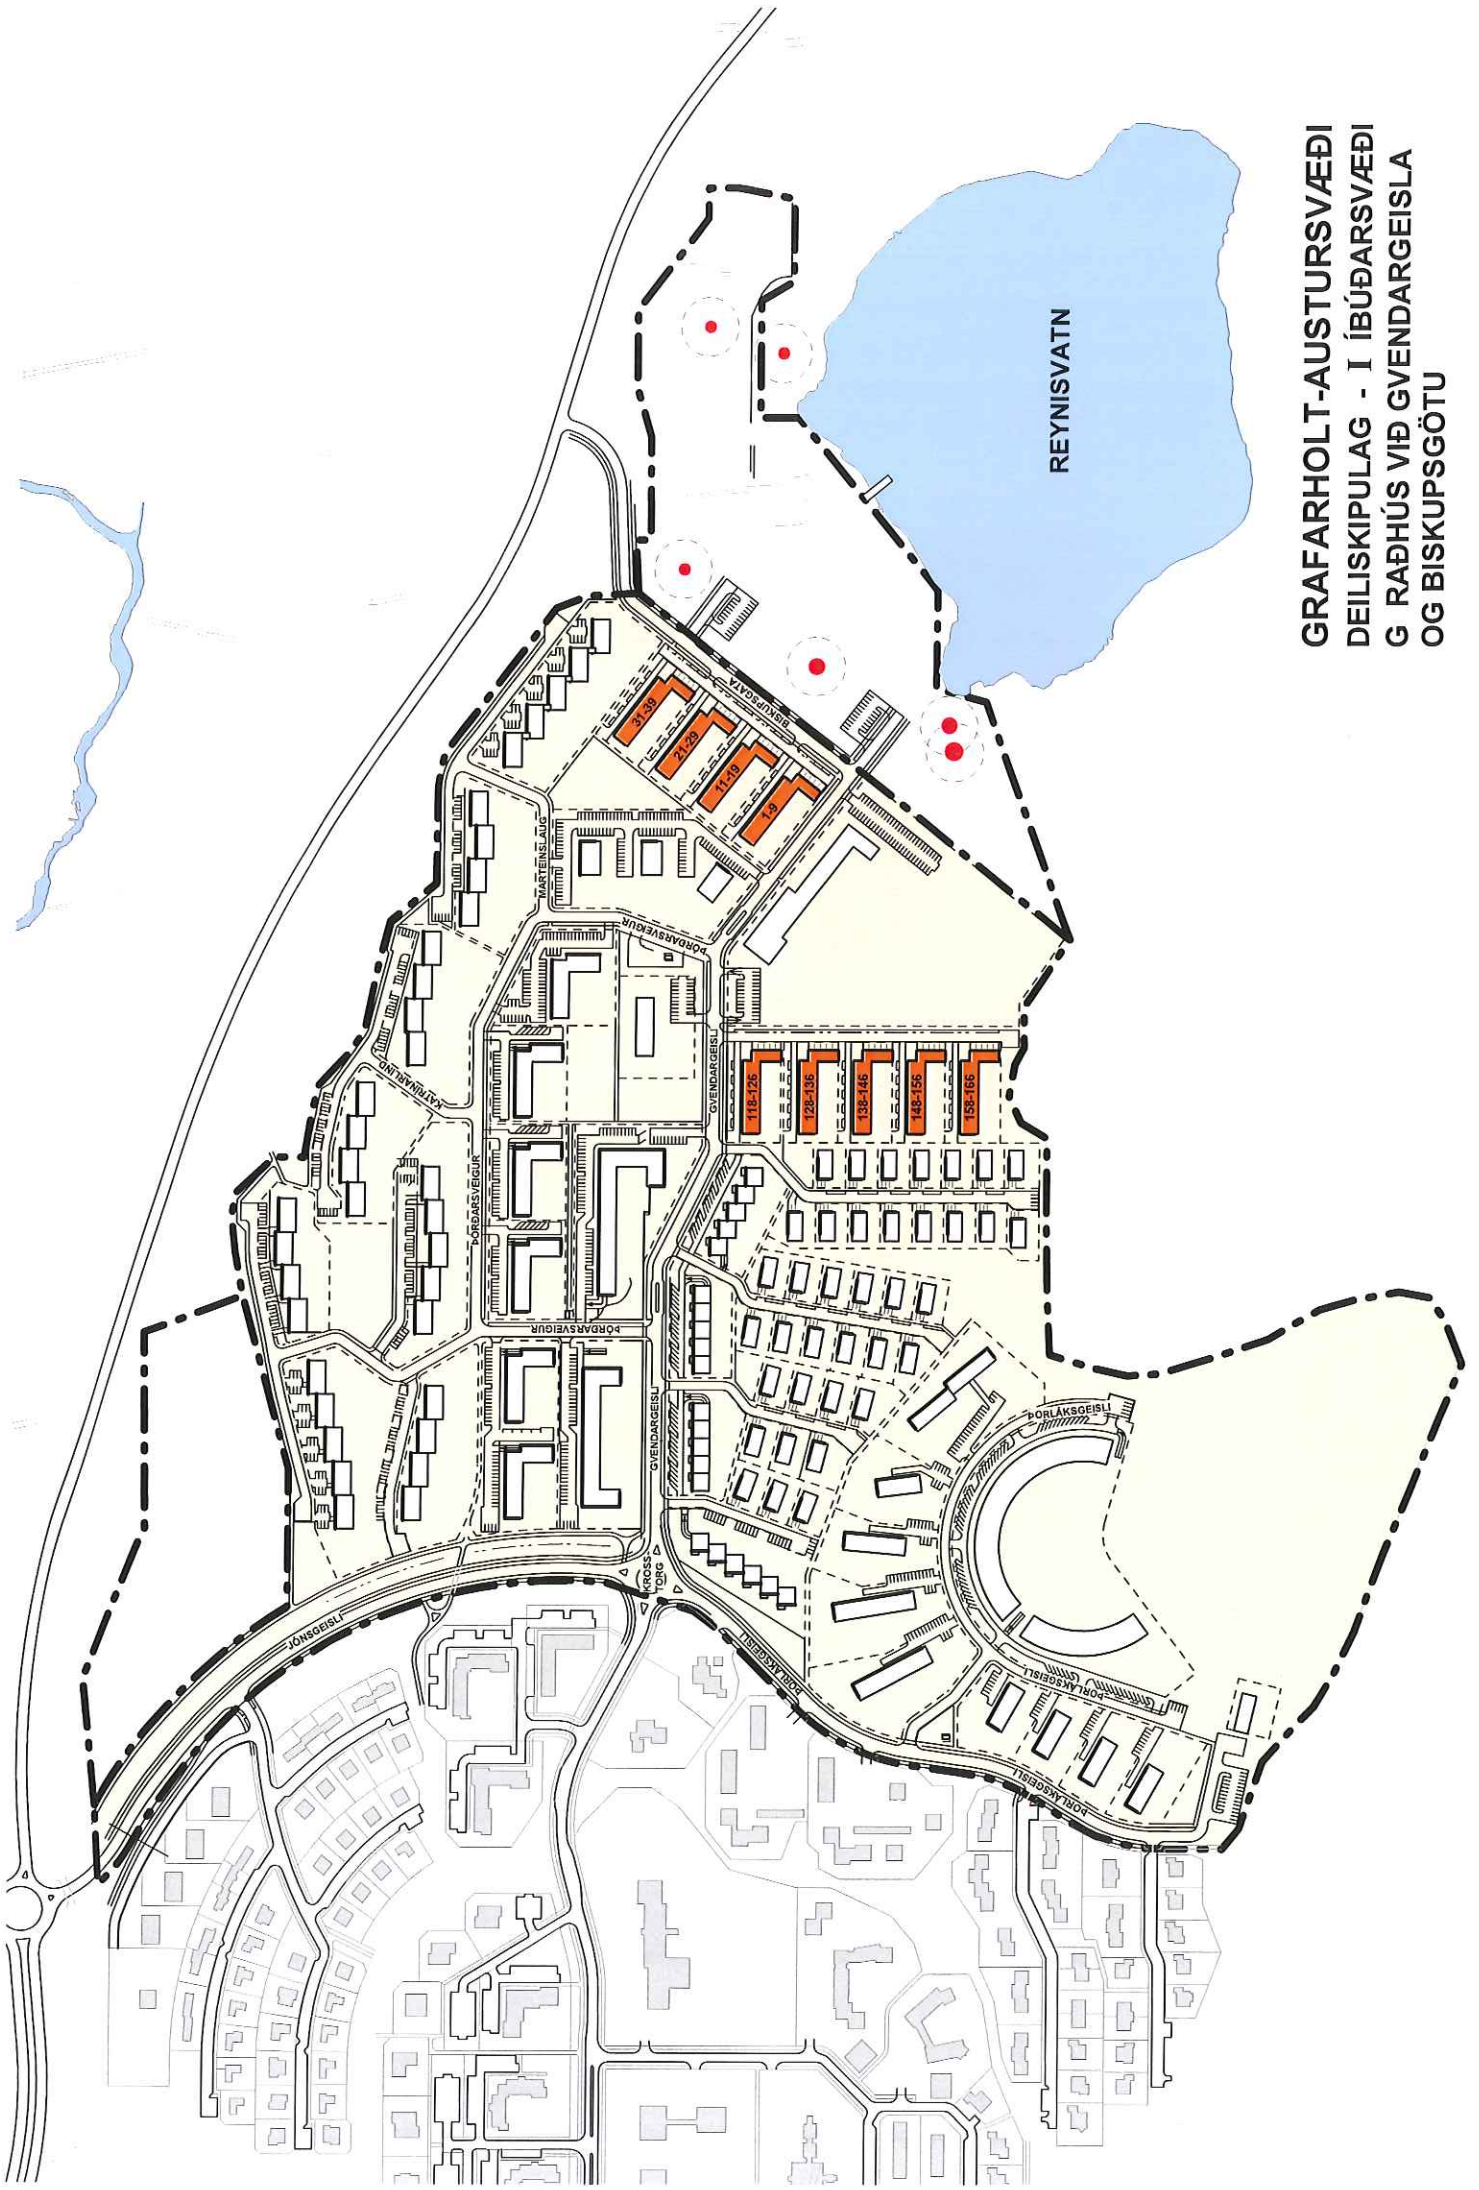 GRAFARHOLT-AUSTURSVÆÐI
DEILISKIPULAG - I ÍBÚÐARSVÆÐI
G RAÐHÚS VIÐ GVENDARGEISLA
OG BISKUPSGÖTU
REYNISVATN
BISKUPSGATA
31-39
21-29
11-19
1-9
MARTEINSLAUG
ÞÓRÐARSVEIGUR
KATRÍNARLIND
GVENDARGEISLI
118-126
128-136
138-146
148-156
158-166
ÞÓRÐARSVEIGUR
ÞÓRÐARSVEIGUR
GVENDARGEISLI
ÞORLÁKSGEISLI
KROSS
TORG
JÓNSGEISLI
ÞORLÁKSGEISLI
ÞORLÁKSGEISLI
ÞORLÁKSGEISLI